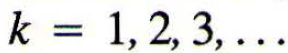 k = 1, 2, 3, ...